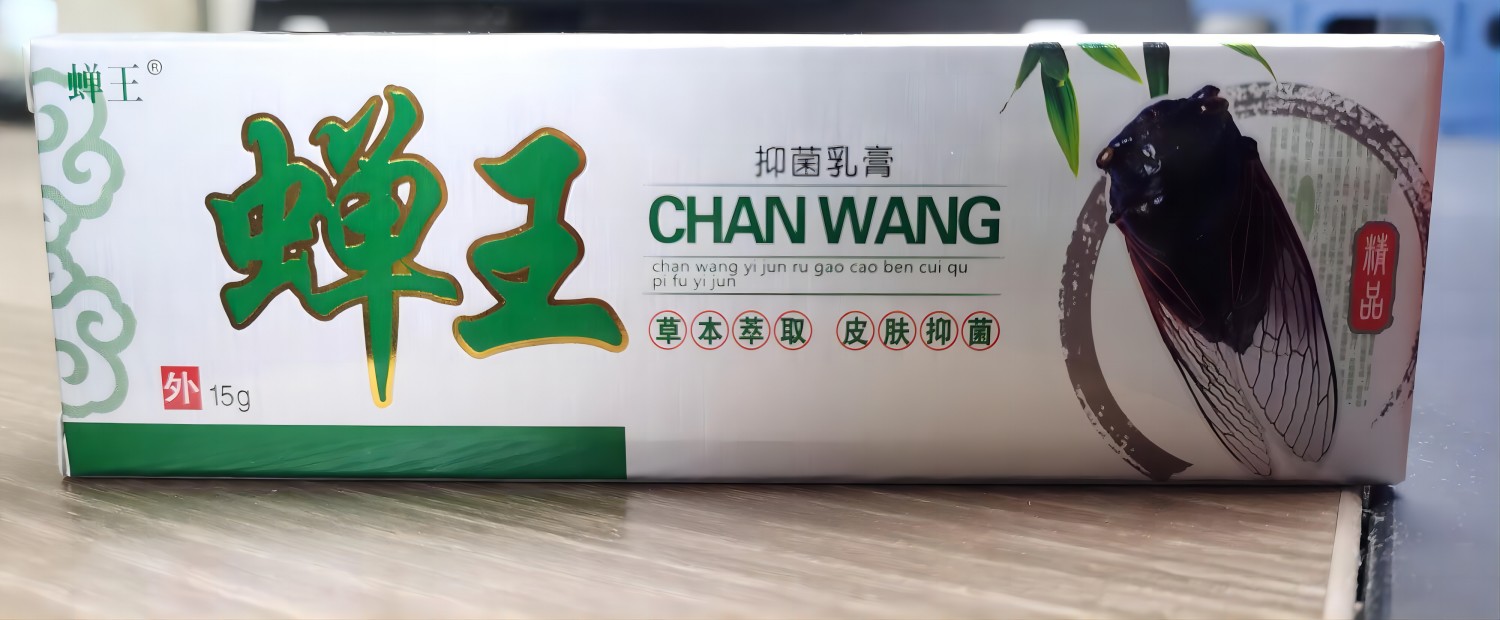 蝉王®
蝉王
抑菌乳膏
CHAN WANG
chan wang yi jun ru gao cao ben cui qu
pi fu yi jun
草本萃取 皮肤抑菌
外 15g
精品